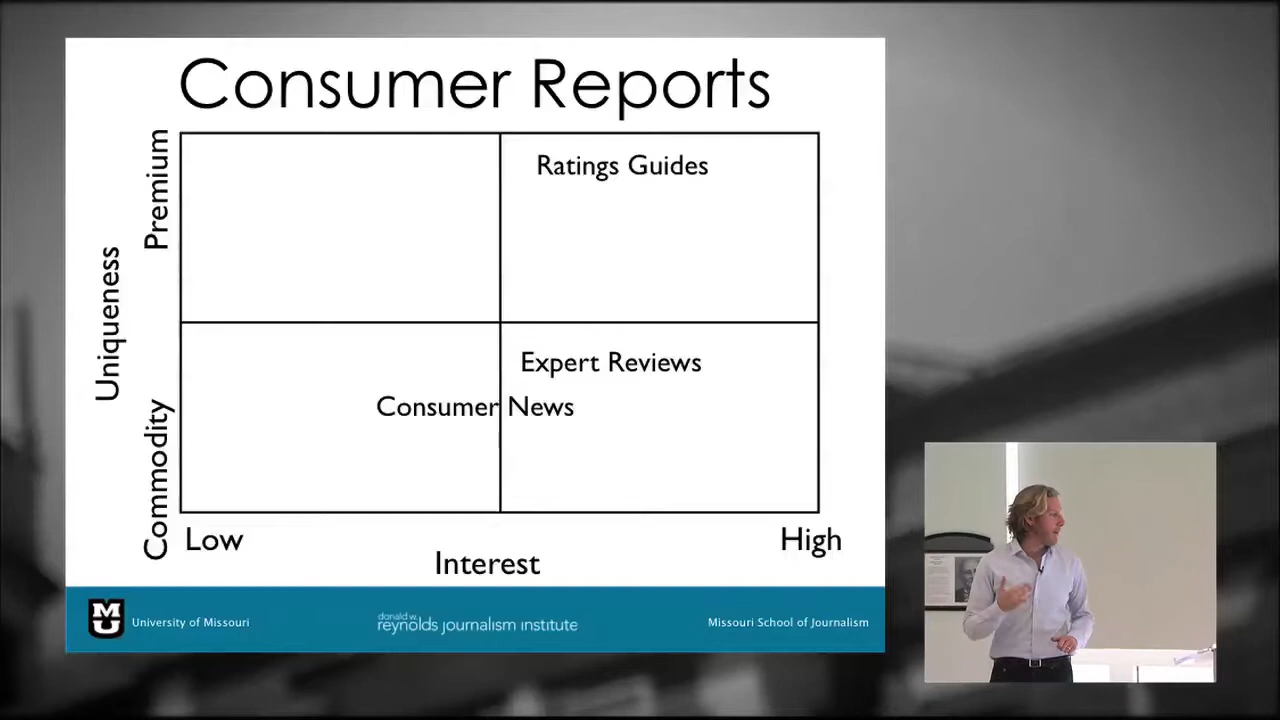 Consumer Reports
Premium
Uniqueness
Commodity
Ratings Guides
Expert Reviews
Consumer News
Low
High
Interest
MU
University of Missouri
donald w.
reynolds journalism institute
Missouri School of Journalism